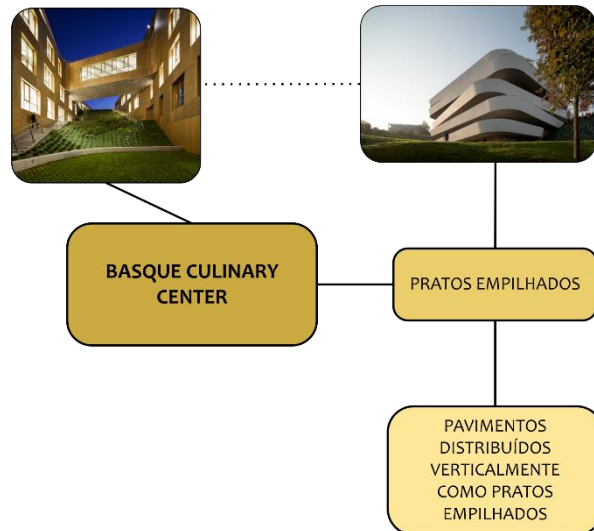 BASQUE CULINARY
CENTER
PRATOS EMPILHADOS
PAVIMENTOS
DISTRIBUÍDOS
VERTICALMENTE
COMO PRATOS
EMPILHADOS